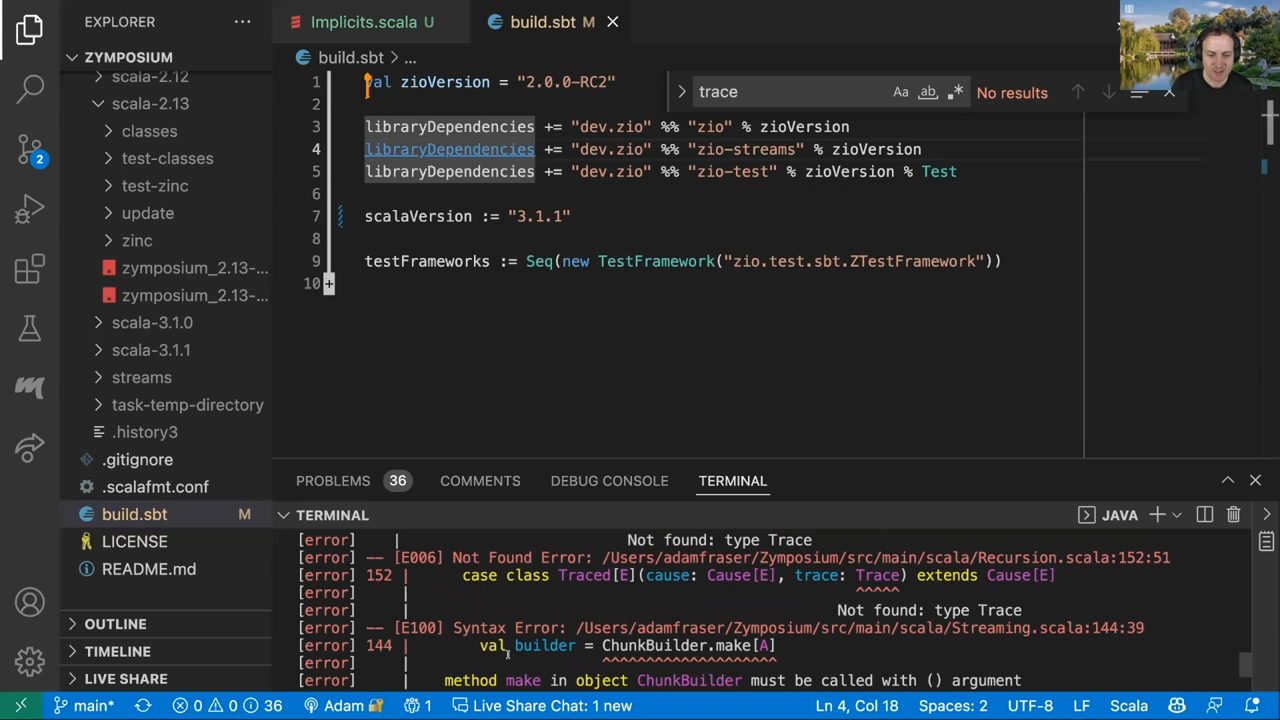 EXPLORER
ZYMPOSIUM
scala-2.12
scala-2.13
classes
test-classes
test-zinc
update
zinc
zymposium_2.13-...
zymposium_2.13-...
scala-3.1.0
scala-3.1.1
streams
task-temp-directory
.history3
.gitignore
.scalafmt.conf
build.sbt M
LICENSE
README.md
OUTLINE
TIMELINE
LIVE SHARE
2
Implicits.scala U
build.sbt M
build.sbt > ...
trace
Aa ab .*
No results
1 val zioVersion = "2.0.0-RC2"
2
3 libraryDependencies += "dev.zio" %% "zio" % zioVersion
4 libraryDependencies += "dev.zio" %% "zio-streams" % zioVersion
5 libraryDependencies += "dev.zio" %% "zio-test" % zioVersion % Test
6
7 scalaVersion := "3.1.1"
8
9 testFrameworks := Seq(new TestFramework("zio.test.sbt.ZTestFramework"))
10
PROBLEMS 36 COMMENTS DEBUG CONSOLE TERMINAL
TERMINAL JAVA
[error] | Not found: type Trace
[error] -- [E006] Not Found Error: /Users/adamfraser/Zymposium/src/main/scala/Recursion.scala:152:51
[error] 152 | case class Traced[E](cause: Cause[E], trace: Trace) extends Cause[E]
[error] | ^^^^^
[error] | Not found: type Trace
[error] -- [E100] Syntax Error: /Users/adamfraser/Zymposium/src/main/scala/Streaming.scala:144:39
[error] 144 | val builder = ChunkBuilder.make[A]
[error] | ^^^^^^^^^^^^^^^^^^^^
[error] | method make in object ChunkBuilder must be called with () argument
main* 0 0 36 Adam 1 Live Share Chat: 1 new Ln 4, Col 18 Spaces: 2 UTF-8 LF Scala